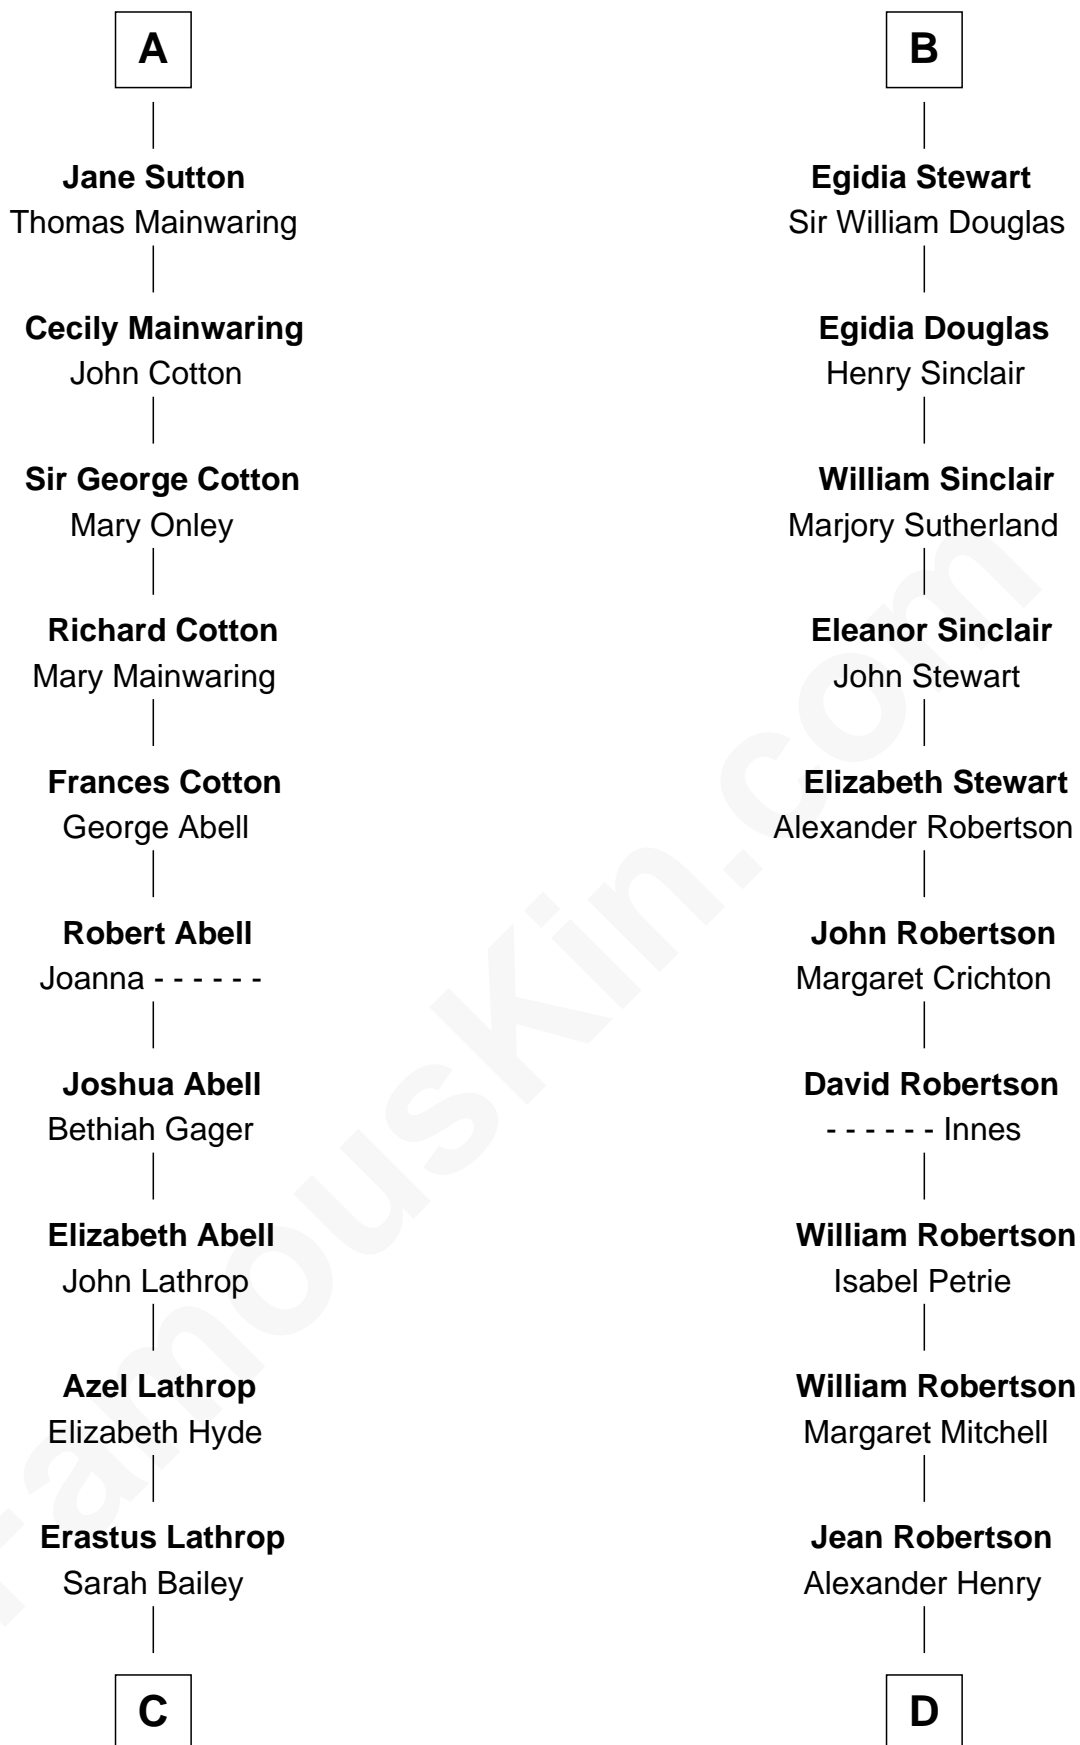 A
Jane Sutton
Thomas Mainwaring
Cecily Mainwaring
John Cotton
Sir George Cotton
Mary Onley
Richard Cotton
Mary Mainwaring
Frances Cotton
George Abell
Robert Abell
Joanna - - - - - -
Joshua Abell
Bethiah Gager
Elizabeth Abell
John Lathrop
Azel Lathrop
Elizabeth Hyde
Erastus Lathrop
Sarah Bailey
C
B
Egidia Stewart
Sir William Douglas
Egidia Douglas
Henry Sinclair
William Sinclair
Marjory Sutherland
Eleanor Sinclair
John Stewart
Elizabeth Stewart
Alexander Robertson
John Robertson
Margaret Crichton
David Robertson
- - - - - - Innes
William Robertson
Isabel Petrie
William Robertson
Margaret Mitchell
Jean Robertson
Alexander Henry
D
FamousKin.com